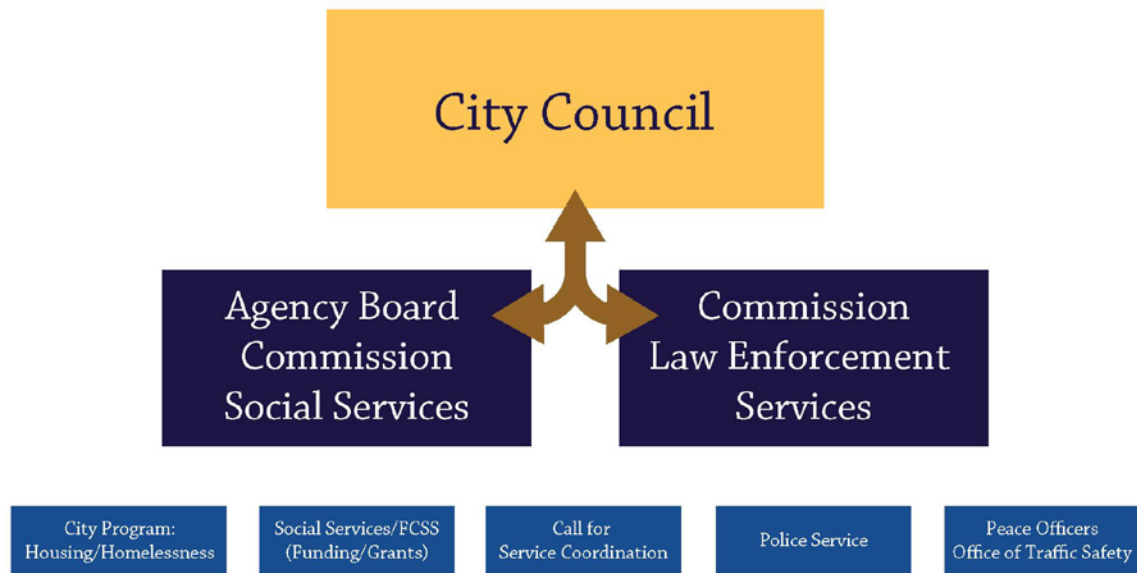 City Council
Agency Board
Commission
Social Services
Commission
Law Enforcement
Services
City Program:
Housing/Homelessness
Social Services/FCSS
(Funding/Grants)
Call for
Service Coordination
Police Service
Peace Officers
Office of Traffic Safety